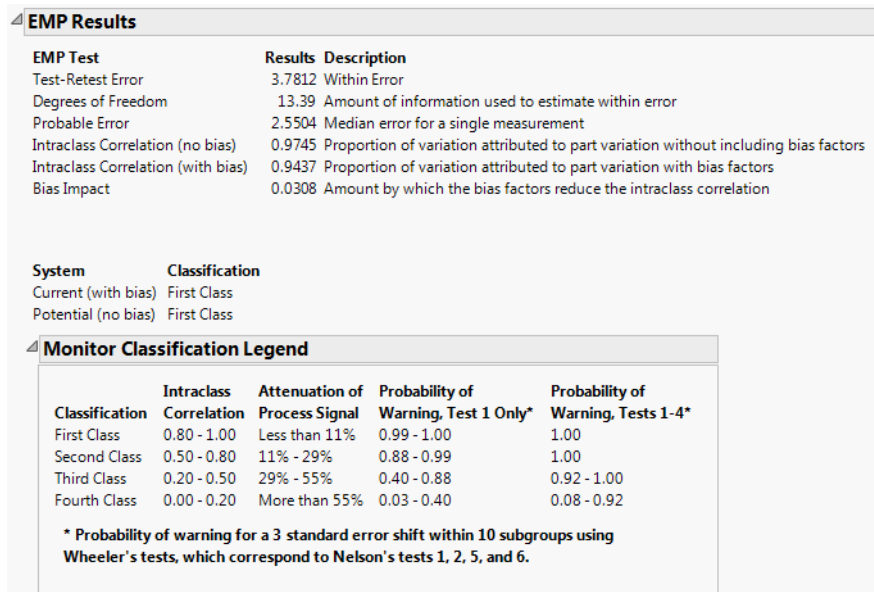 EMP Results
EMP Test Results Description
Test-Retest Error 3.7812 Within Error
Degrees of Freedom 13.39 Amount of information used to estimate within error
Probable Error 2.5504 Median error for a single measurement
Intraclass Correlation (no bias) 0.9745 Proportion of variation attributed to part variation without including bias factors
Intraclass Correlation (with bias) 0.9437 Proportion of variation attributed to part variation with bias factors
Bias Impact 0.0308 Amount by which the bias factors reduce the intraclass correlation
System Classification
Current (with bias) First Class
Potential (no bias) First Class
Monitor Classification Legend
Intraclass Attenuation of Probability of Probability of
Classification Correlation Process Signal Warning, Test 1 Only* Warning, Tests 1-4*
First Class 0.80 - 1.00 Less than 11% 0.99 - 1.00 1.00
Second Class 0.50 - 0.80 11% - 29% 0.88 - 0.99 1.00
Third Class 0.20 - 0.50 29% - 55% 0.40 - 0.88 0.92 - 1.00
Fourth Class 0.00 - 0.20 More than 55% 0.03 - 0.40 0.08 - 0.92
* Probability of warning for a 3 standard error shift within 10 subgroups using
Wheeler's tests, which correspond to Nelson's tests 1, 2, 5, and 6.